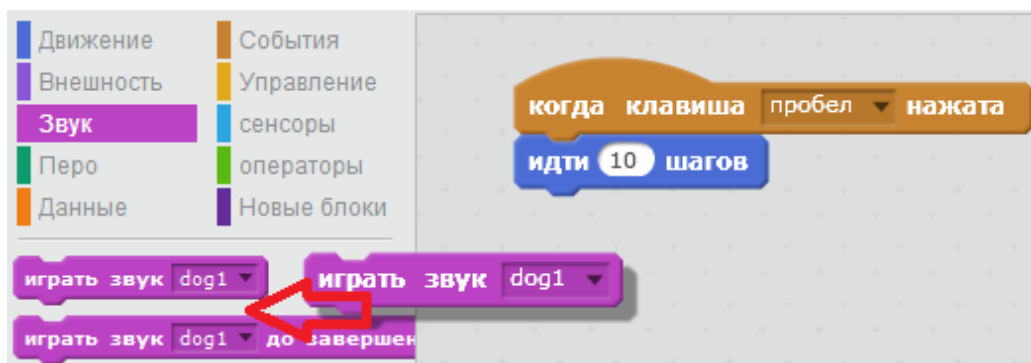 Движение
События
Внешность
Управление
Звук
сенсоры
Перо
операторы
Данные
Новые блоки
когда клавиша пробел нажата
идти 10 шагов
играть звук dog1
играть звук dog1
играть звук dog1 до завершен